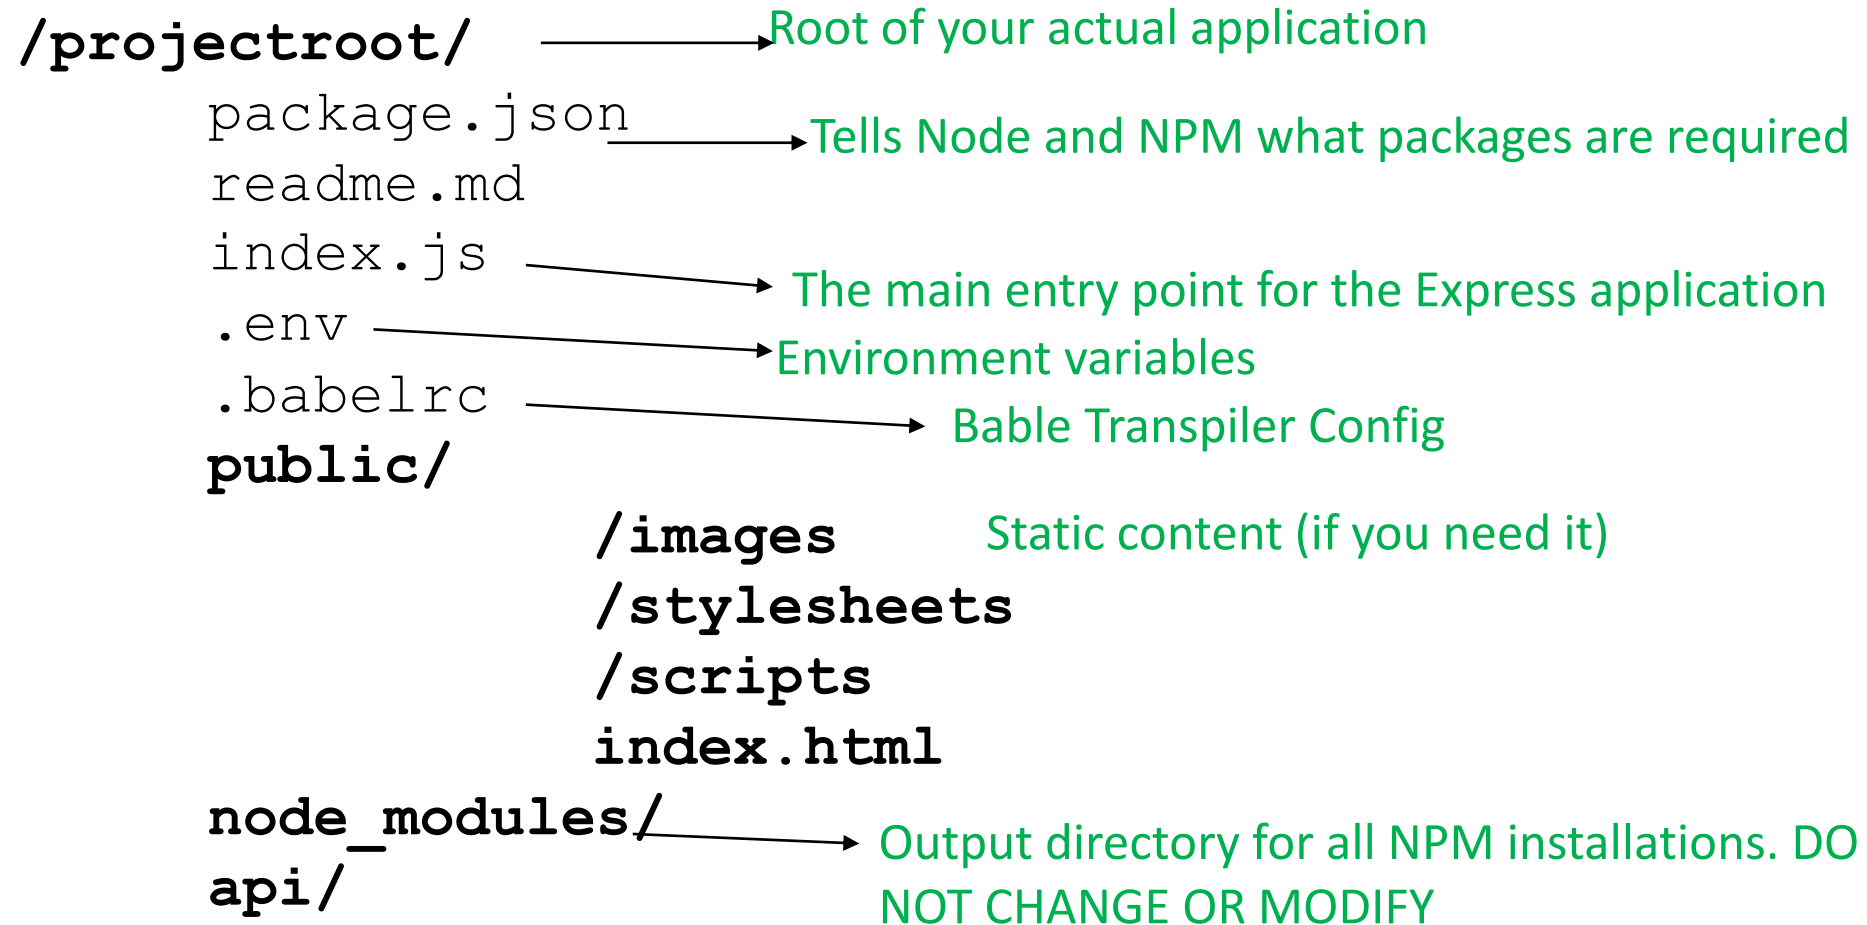 /projectroot/ Root of your actual application
package.json Tells Node and NPM what packages are required
readme.md
index.js The main entry point for the Express application
.env Environment variables
.babelrc Bable Transpiler Config
public/
/images Static content (if you need it)
/stylesheets
/scripts
index.html
node_modules/ Output directory for all NPM installations. DO
api/ NOT CHANGE OR MODIFY